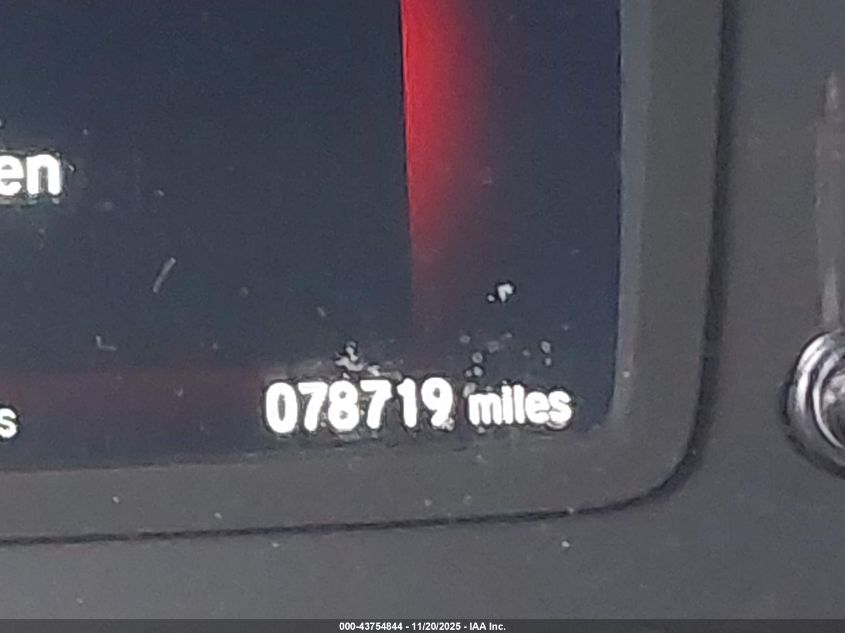 en
s
078719 miles
000-43754844 - 11/20/2025 - IAA Inc.